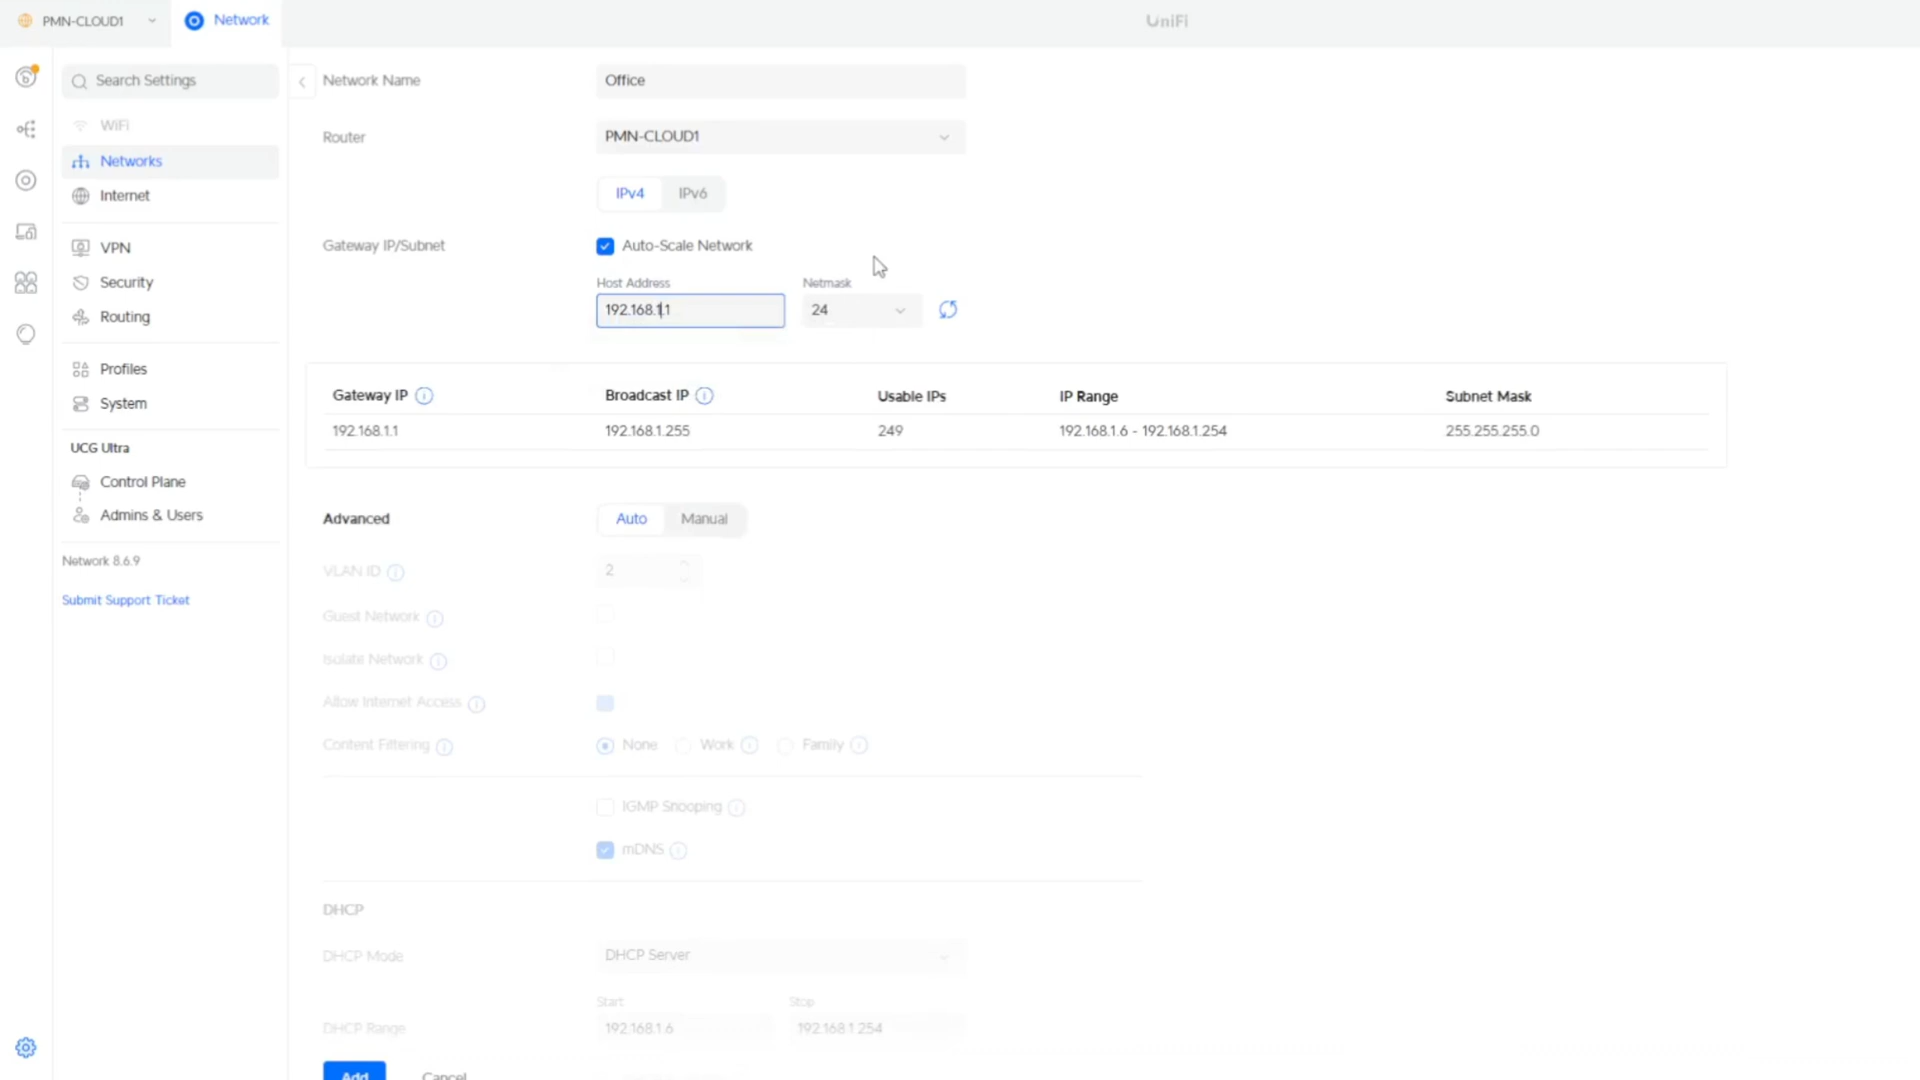 PMN-CLOUD1
Network
UniFi
Search Settings
WiFi
Networks
Internet
VPN
Security
Routing
Profiles
System
UCG Ultra
Control Plane
Admins & Users
Network 8.6.9
Submit Support Ticket
Network Name
Office
Router
PMN-CLOUD1
IPv4 IPv6
Gateway IP/Subnet
Auto-Scale Network
Host Address Netmask
192.168.1.1 24
Gateway IP Broadcast IP Usable IPs IP Range Subnet Mask
192.168.1.1 192.168.1.255 249 192.168.1.6 - 192.168.1.254 255.255.255.0
Advanced Auto Manual
VLAN ID 2
Guest Network
Isolate Network
Allow Internet Access
Content Filtering None Work Family
IGMP Snooping
mDNS
DHCP
DHCP Mode DHCP Server
Start Stop
DHCP Range 192.168.1.6 192.168.1.254
Add Cancel